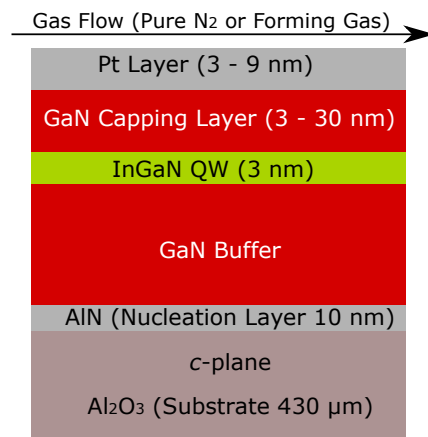 Gas Flow (Pure N₂ or Forming Gas)
Pt Layer (3 - 9 nm)
GaN Capping Layer (3 - 30 nm)
InGaN QW (3 nm)
GaN Buffer
AlN (Nucleation Layer 10 nm)
c-plane
Al₂O₃ (Substrate 430 μm)